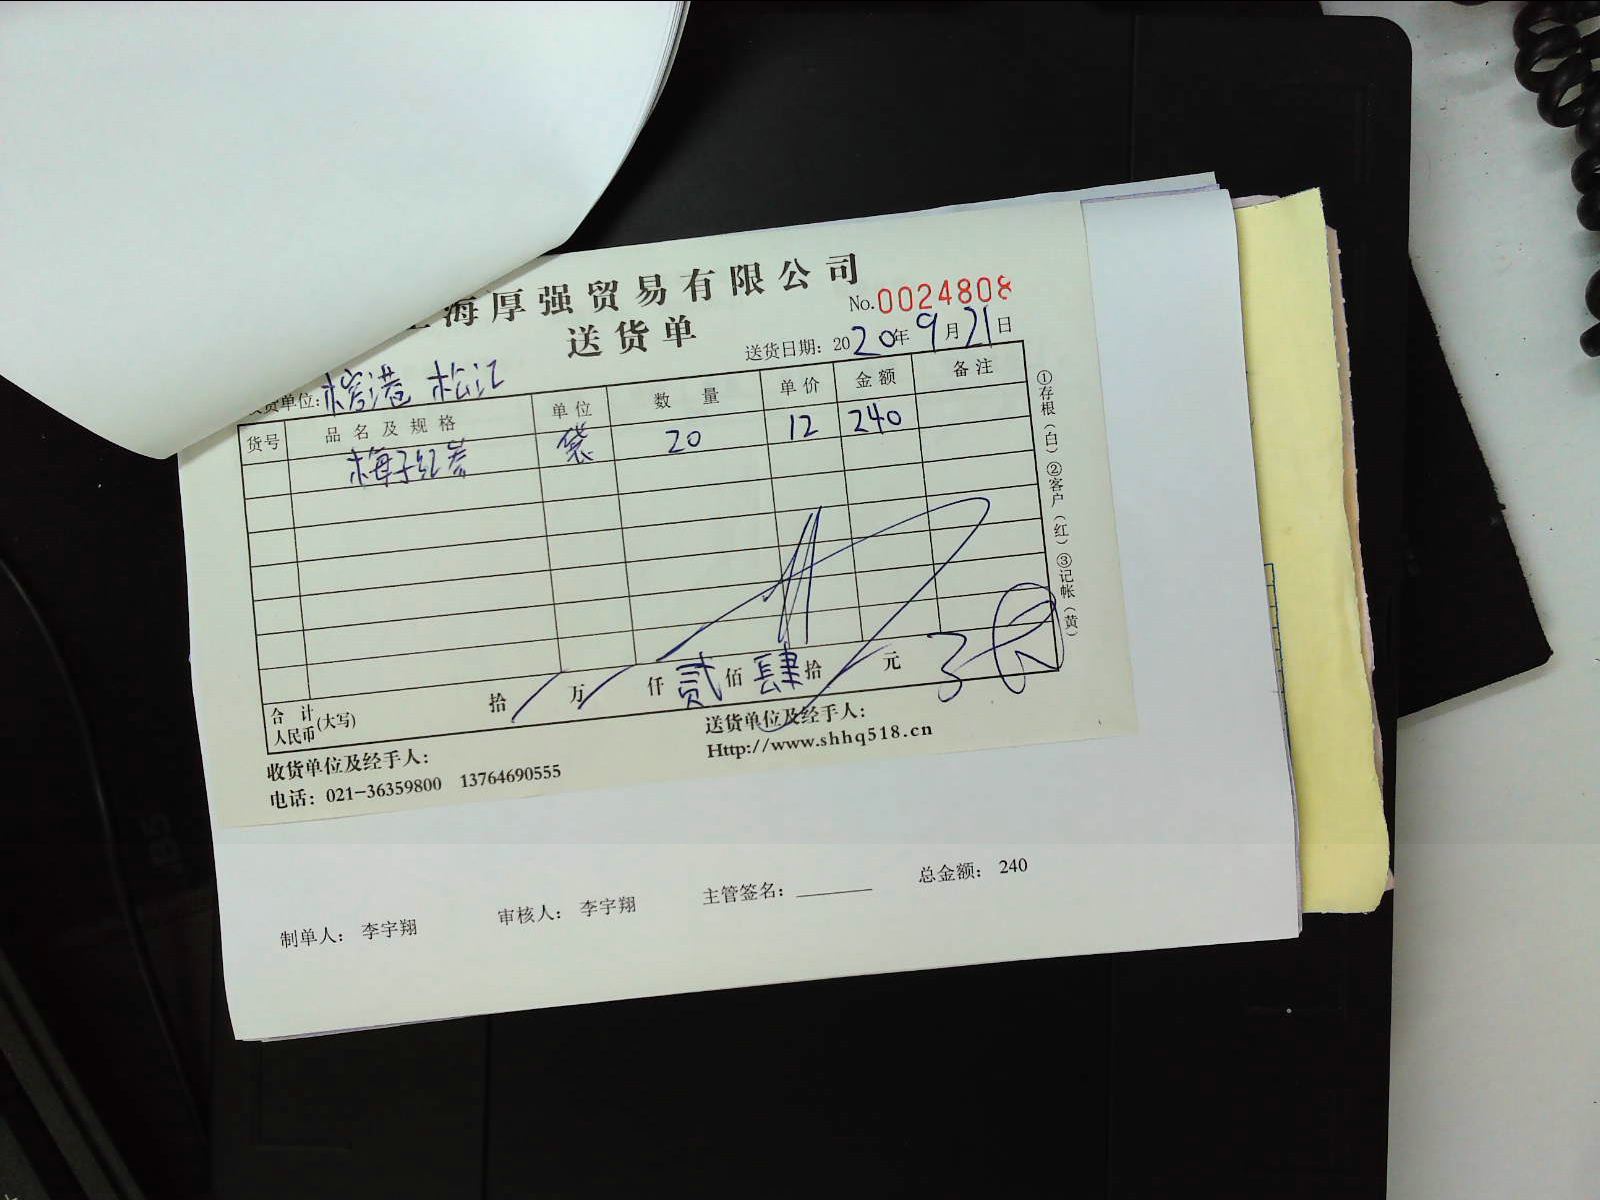 海厚强贸易有限公司
送货单
No.0024808
送货日期：2020年9月21日
货单位：榕港 松江
货号 品名及规格 单位 数量 单价 金额 备注
梅子红 袋 20 12 240
合计人民币(大写) 拾 万 仟 贰佰 肆拾 元
①存根（白）②客户（红）③记帐（黄）
收货单位及经手人：
送货单位及经手人：
电话：021-36359800 13764690555
Http://www.shhq518.cn
制单人： 李宇翔 审核人： 李宇翔 主管签名： 总金额： 240